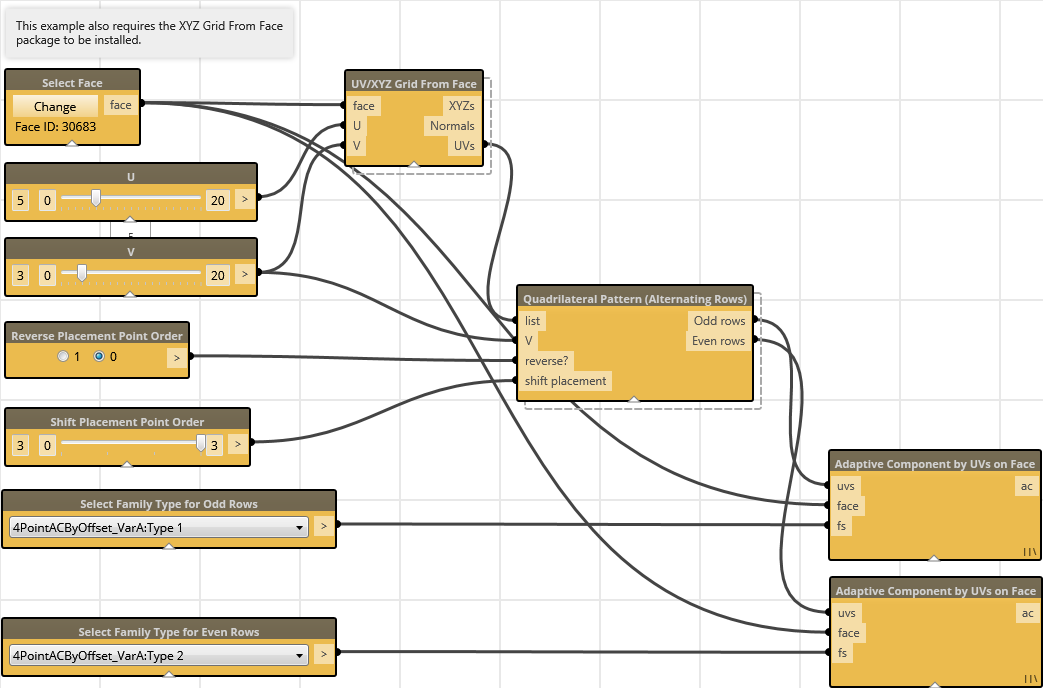 This example also requires the XYZ Grid From Face
package to be installed.
Select Face
Change face
Face ID: 30683
UV/XYZ Grid From Face
face XYZs
U Normals
V UVs
U
5 0 20 >
5
V
3 0 20 >
Reverse Placement Point Order
1 0 >
Shift Placement Point Order
3 0 3 >
Quadrilateral Pattern (Alternating Rows)
list Odd rows
V Even rows
reverse?
shift placement
Select Family Type for Odd Rows
4PointACByOffset_VarA:Type 1 >
Select Family Type for Even Rows
4PointACByOffset_VarA:Type 2 >
Adaptive Component by UVs on Face
uvs ac
face
fs
| | \
Adaptive Component by UVs on Face
uvs ac
face
fs
| | \